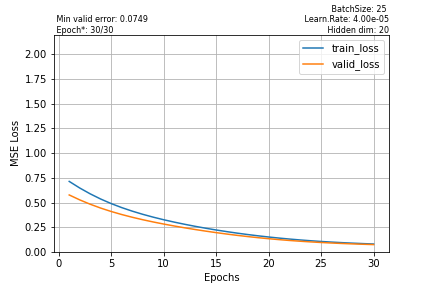 BatchSize: 25
Min valid error: 0.0749
Learn.Rate: 4.00e-05
Epoch*: 30/30
Hidden dim: 20
train_loss
valid_loss
2.00
1.75
1.50
1.25
1.00
0.75
0.50
0.25
0.00
MSE Loss
0 5 10 15 20 25 30
Epochs